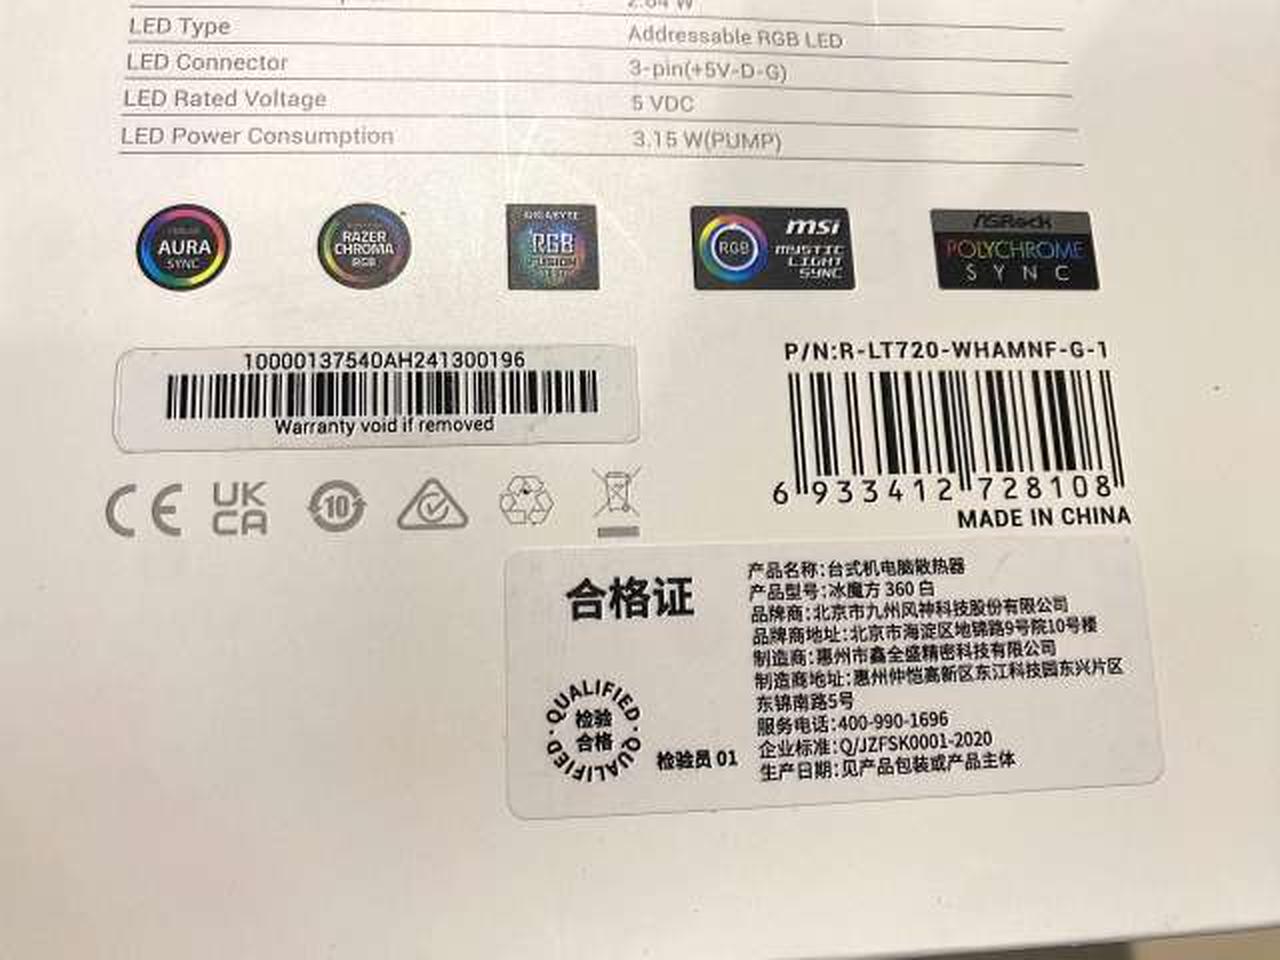 2.64 W
LED Type Addressable RGB LED
LED Connector 3-pin(+5V-D-G)
LED Rated Voltage 5 VDC
LED Power Consumption 3.15 W(PUMP)
AURA
SYNC
RAZER
CHROMA
RGB
GIGABYTE
RGB
FUSION
RGB
msi
MYSTIC
LIGHT
SYNC
ASRock
POLYCHROME
SYNC
10000137540AH241300196
Warranty void if removed
P/N:R-LT720-WHAMNF-G-1
6 933412 728108
MADE IN CHINA
CE
UK
CA
10
合格证
QUALIFIED · QUALIFIED ·
检验
合格
检验员 01
产品名称:台式机电脑散热器
产品型号:冰魔方 360 白
品牌商:北京市九州风神科技股份有限公司
品牌商地址:北京市海淀区地锦路9号院10号楼
制造商:惠州市鑫全盛精密科技有限公司
制造商地址:惠州仲恺高新区东江科技园东兴片区
东锦南路5号
服务电话:400-990-1696
企业标准:Q/JZFSK0001-2020
生产日期:见产品包装或产品主体